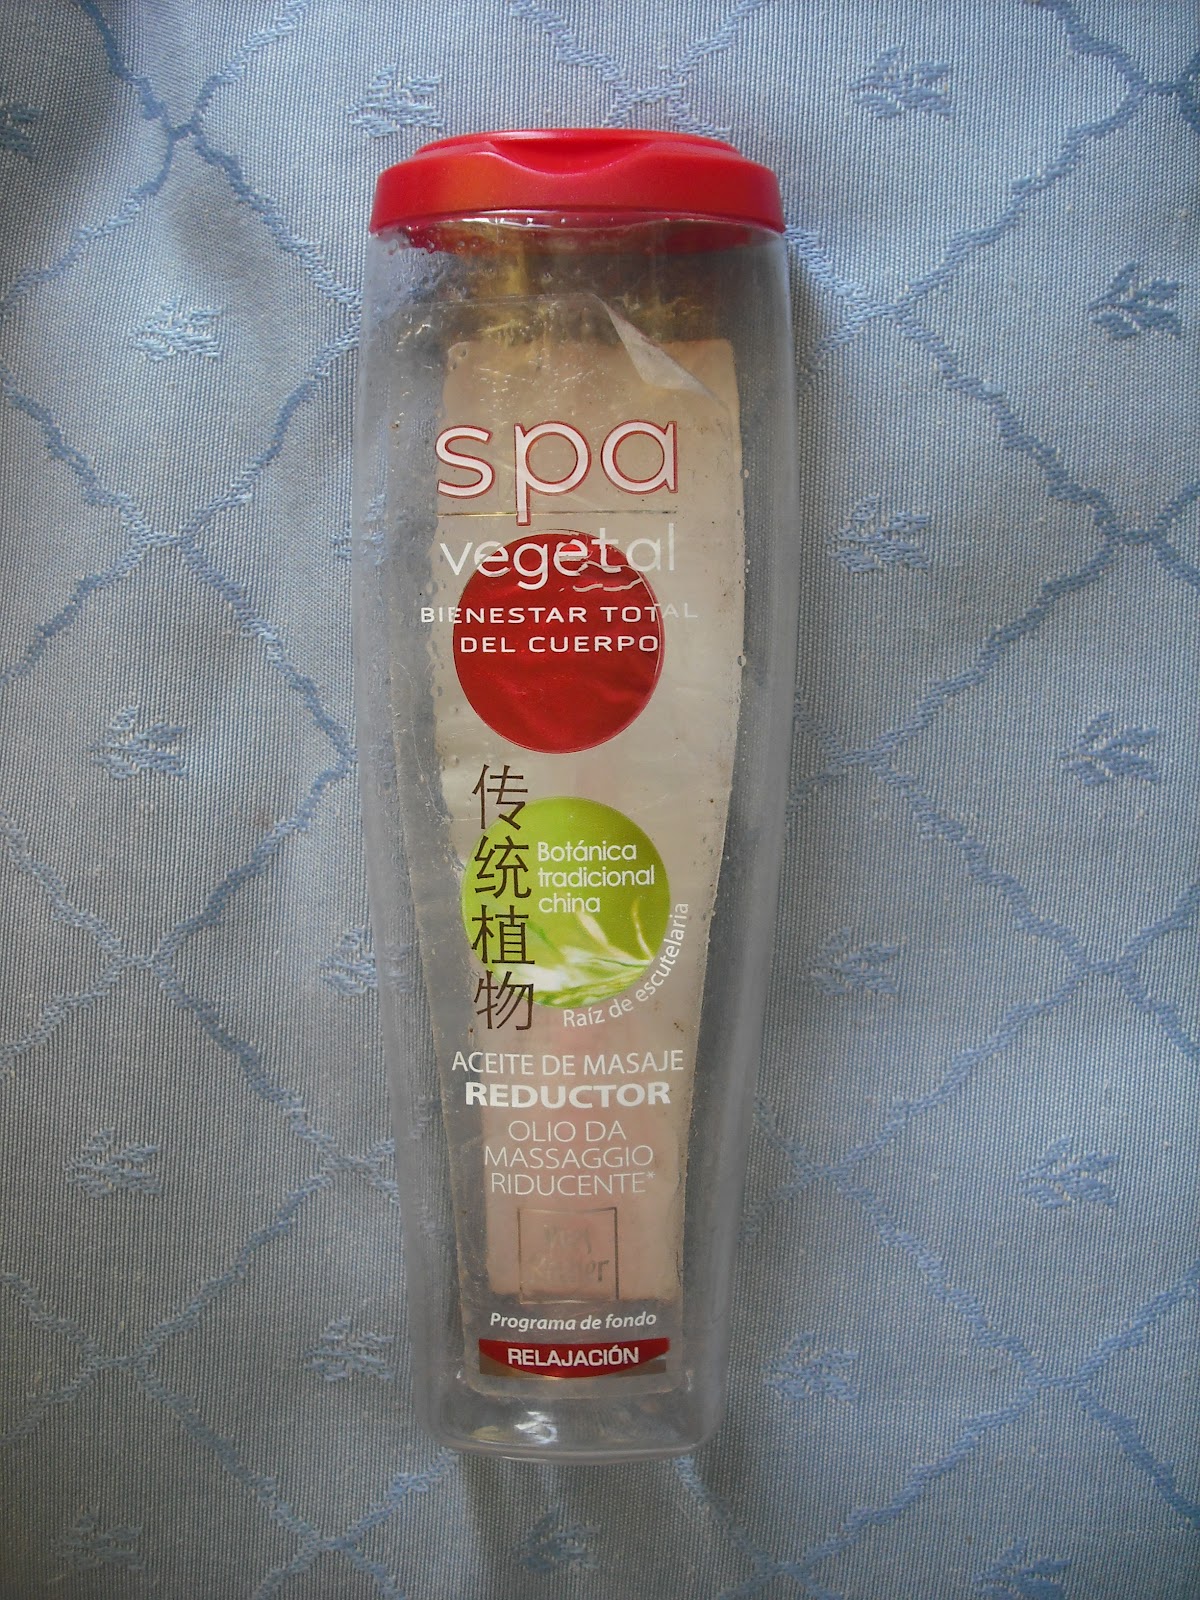 spa
vegetal
BIENESTAR TOTAL
DEL CUERPO
传统植物
Botánica
tradicional
china
Raíz de escutelaria
ACEITE DE MASAJE
REDUCTOR
OLIO DA
MASSAGGIO
RIDUCENTE*
Programa de fondo
RELAJACIÓN